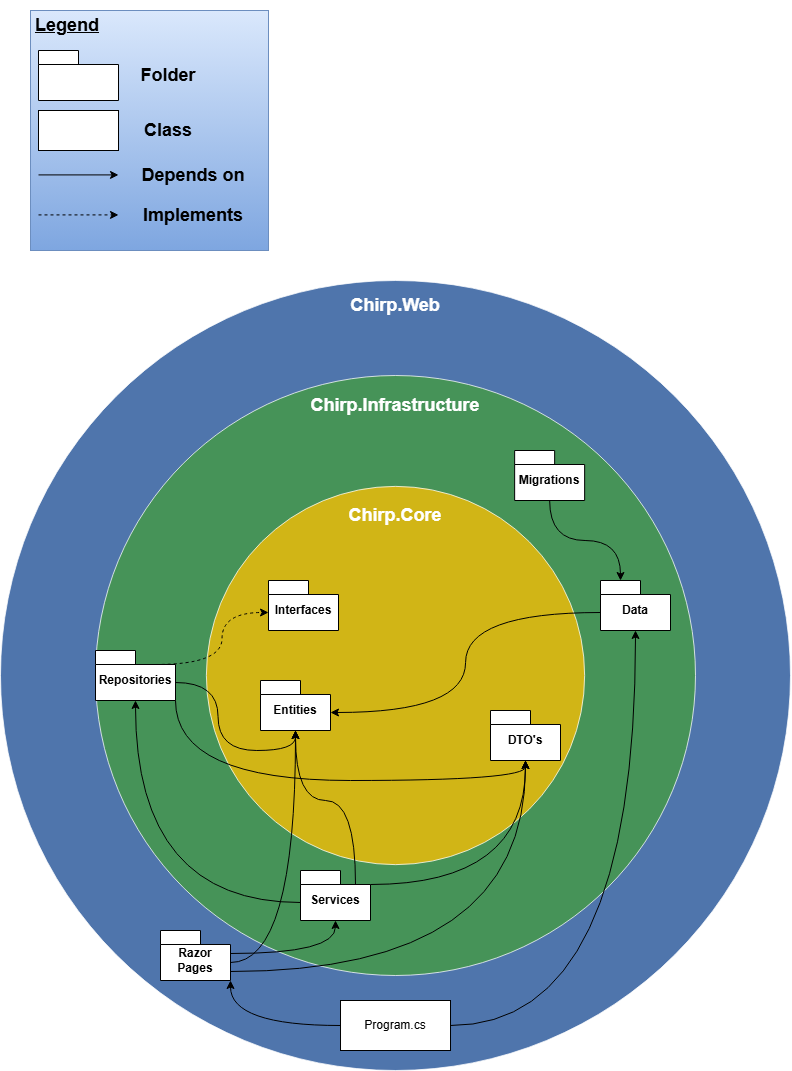 Legend
Folder
Class
Depends on
Implements
Chirp.Web
Chirp.Infrastructure
Migrations
Chirp.Core
Interfaces
Data
Repositories
Entities
DTO's
Services
Razor
Pages
Program.cs